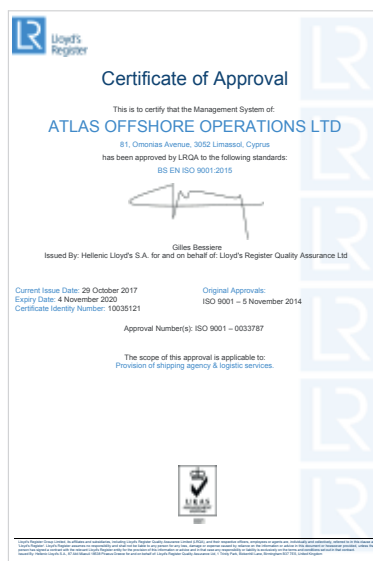 LR
Lloyd's
Register
Certificate of Approval
This is to certify that the Management System of:
ATLAS OFFSHORE OPERATIONS LTD
81, Omonias Avenue, 3052 Limassol, Cyprus
has been approved by LRQA to the following standards:
BS EN ISO 9001:2015
Gilles Bessiere
Issued By: Hellenic Lloyd's S.A. for and on behalf of: Lloyd's Register Quality Assurance Ltd
Current Issue Date: 29 October 2017
Expiry Date: 4 November 2020
Certificate Identity Number: 10035121
Original Approvals:
ISO 9001 – 5 November 2014
Approval Number(s): ISO 9001 – 0033787
The scope of this approval is applicable to:
Provision of shipping agency & logistic services.
UKAS